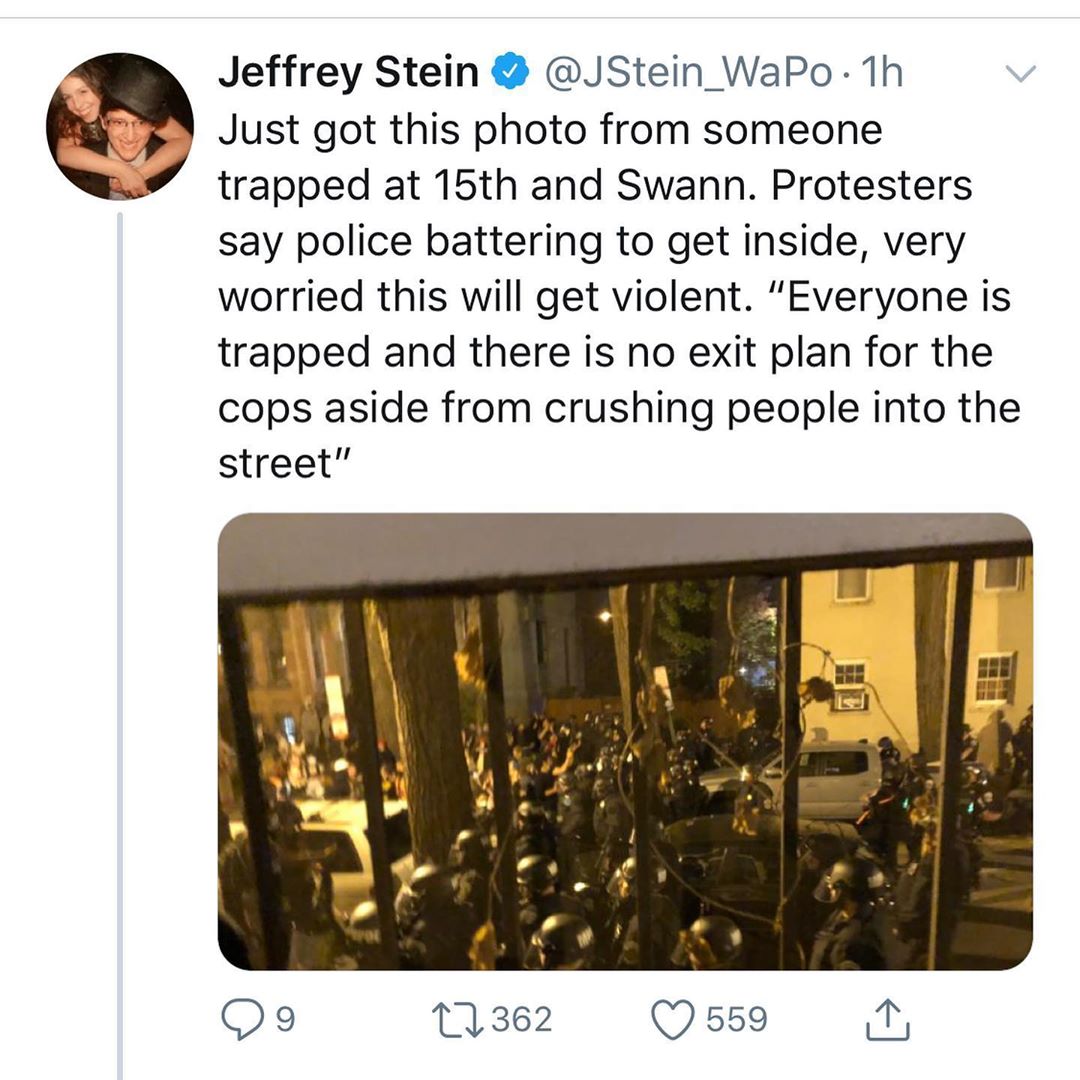 Jeffrey Stein @JStein_WaPo · 1h
Just got this photo from someone
trapped at 15th and Swann. Protesters
say police battering to get inside, very
worried this will get violent. “Everyone is
trapped and there is no exit plan for the
cops aside from crushing people into the
street”
9 362 559